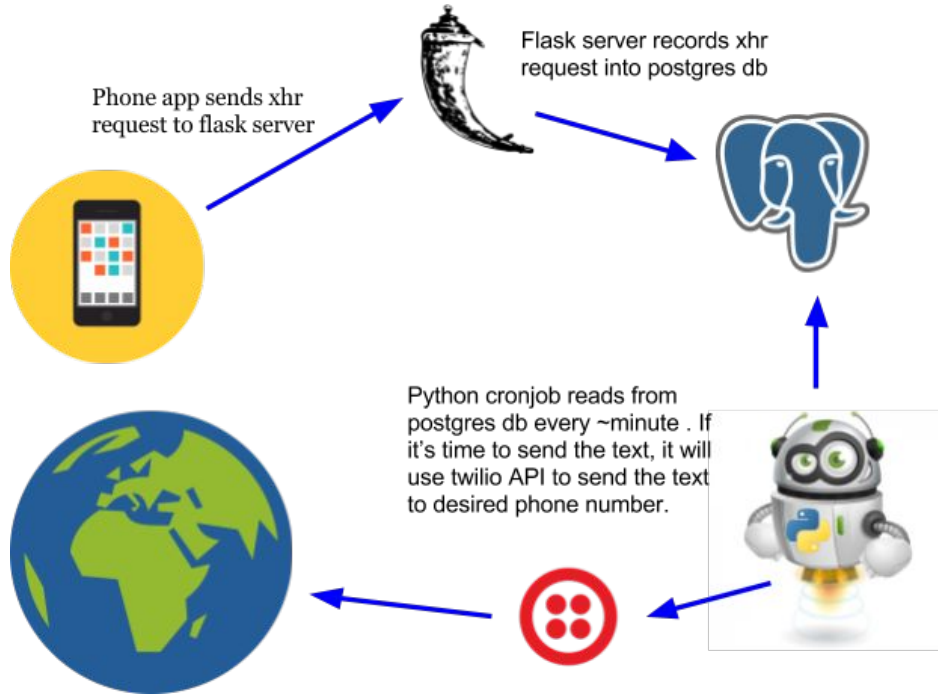 Phone app sends xhr
request to flask server
Flask server records xhr
request into postgres db
Python cronjob reads from
postgres db every ~minute . If
it's time to send the text, it will
use twilio API to send the text
to desired phone number.